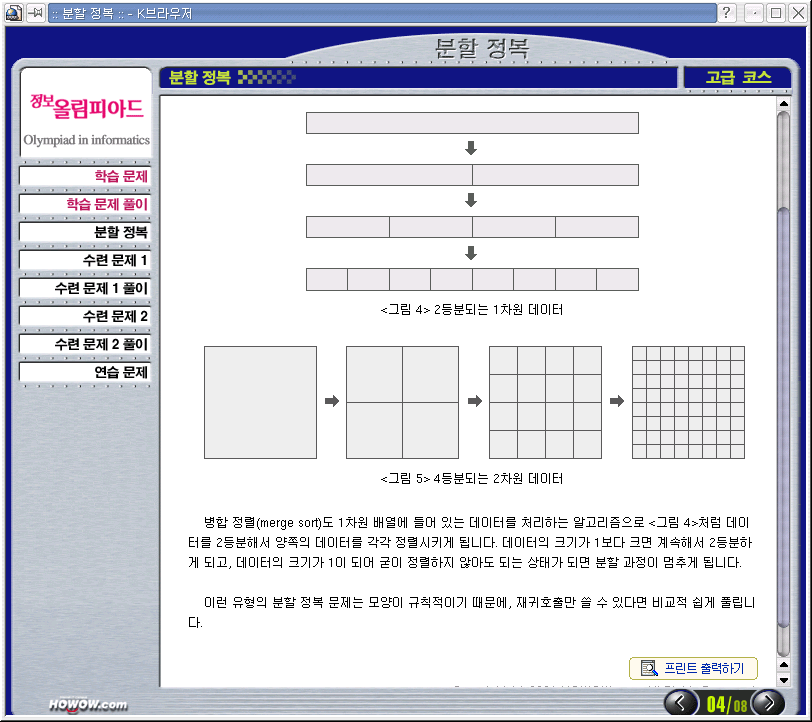 :: 분할 정복 :: - K브라우저
분할 정복
분할 정복
고급 코스
정보올림피아드
Olympiad in informatics
학습 문제
학습 문제 풀이
분할 정복
수련 문제 1
수련 문제 1 풀이
수련 문제 2
수련 문제 2 풀이
연습 문제
<그림 4> 2등분되는 1차원 데이터
<그림 5> 4등분되는 2차원 데이터
병합 정렬(merge sort)도 1차원 배열에 들어 있는 데이터를 처리하는 알고리즘으로 <그림 4>처럼 데이
터를 2등분해서 양쪽의 데이터를 각각 정렬시키게 됩니다. 데이터의 크기가 1보다 크면 계속해서 2등분하
게 되고, 데이터의 크기가 1이 되어 굳이 정렬하지 않아도 되는 상태가 되면 분할 과정이 멈추게 됩니다.
이런 유형의 분할 정복 문제는 모양이 규칙적이기 때문에, 재귀호출만 쓸 수 있다면 비교적 쉽게 풀립니
다.
프린트 출력하기
HOWOW.com
04/08